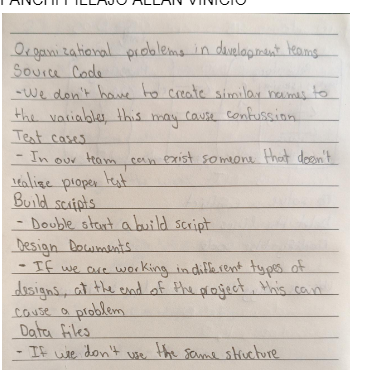 PANCHI PILLAJO ALLAN VINICIO
Organizational problems in development teams
Source Code
- We don't have to create similar names to
the variables, this may cause confussion
Test cases
- In our team, can exist someone that doesn't
realize proper test
Build scripts
- Double start a build script
Design Documents
- If we are working in different types of
designs, at the end of the project, this can
cause a problem
Data files
- If we don't use the same structure